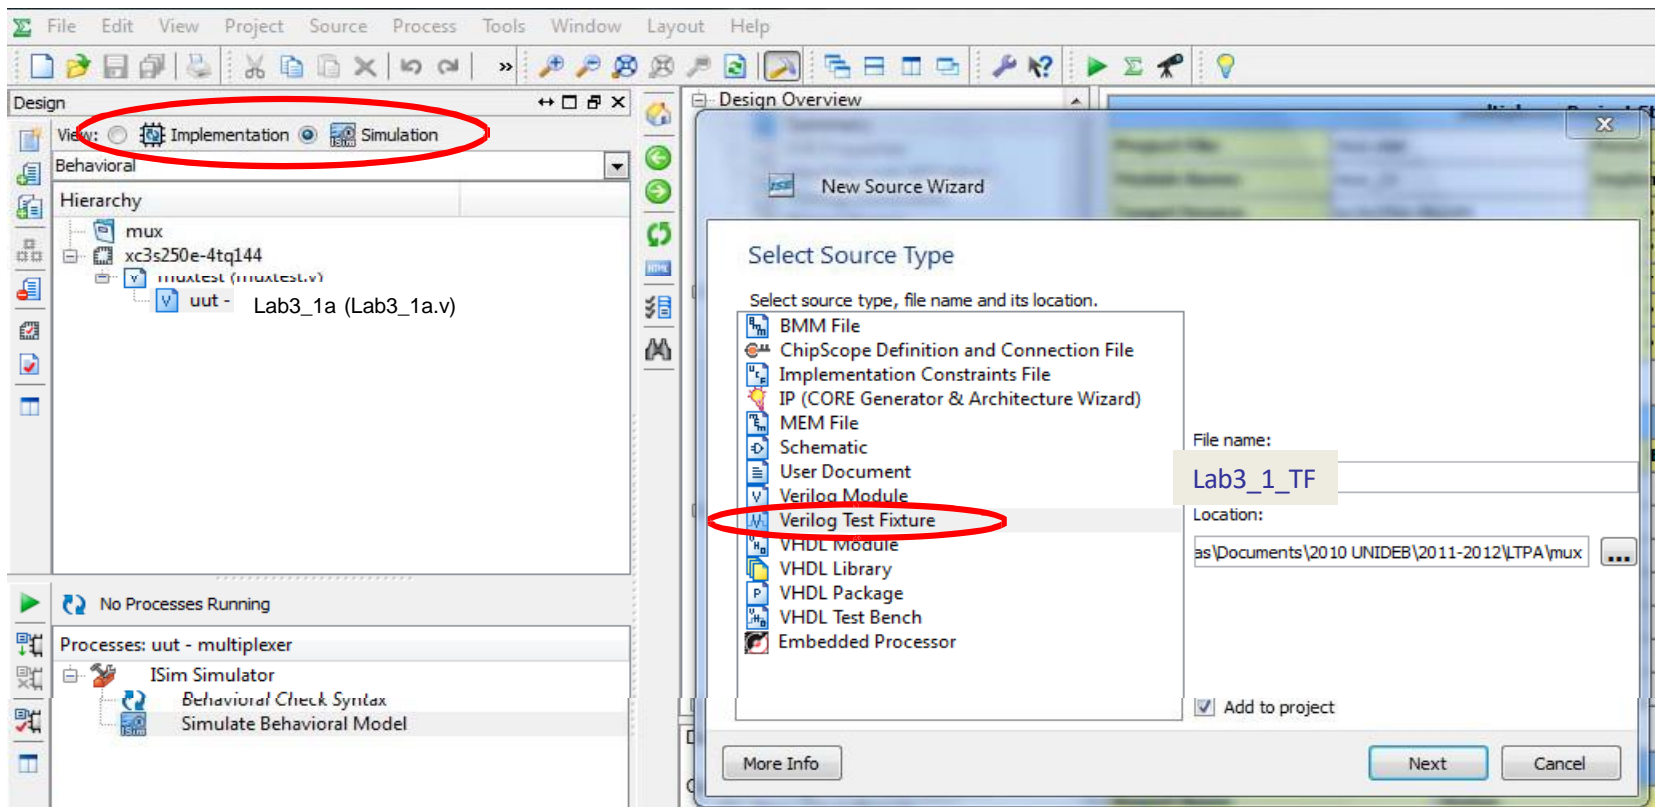 File Edit View Project Source Process Tools Window Layout Help
Design
View: Implementation Simulation
Behavioral
Hierarchy
mux
xc3s250e-4tq144
muxtest (muxtest.v)
uut - Lab3_1a (Lab3_1a.v)
No Processes Running
Processes: uut - multiplexer
ISim Simulator
Behavioral Check Syntax
Simulate Behavioral Model
Design Overview
New Source Wizard
Select Source Type
Select source type, file name and its location.
BMM File
ChipScope Definition and Connection File
Implementation Constraints File
IP (CORE Generator & Architecture Wizard)
MEM File
Schematic
User Document
Verilog Module
Verilog Test Fixture
VHDL Module
VHDL Library
VHDL Package
VHDL Test Bench
Embedded Processor
File name:
Lab3_1_TF
Location:
as\Documents\2010 UNIDEB\2011-2012\LTPA\mux
...
Add to project
More Info
Next
Cancel